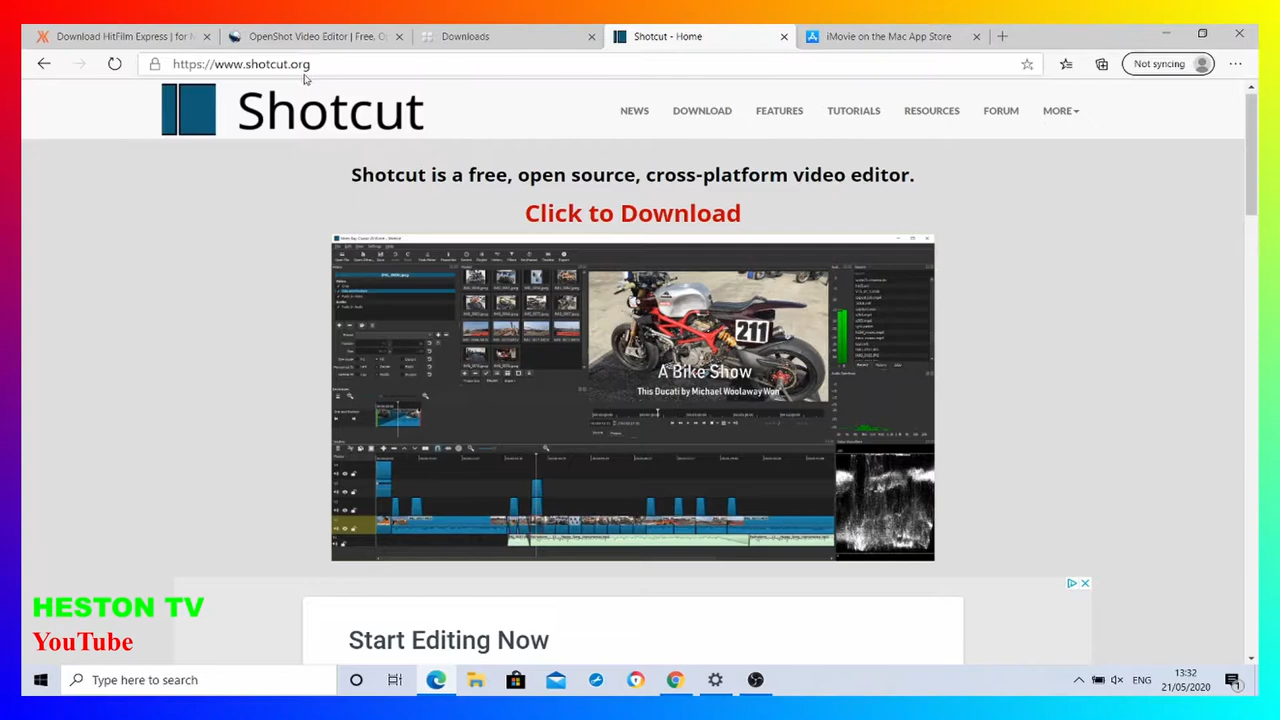 Download HitFilm Express | for M
OpenShot Video Editor | Free, Op
Downloads
Shotcut - Home
iMovie on the Mac App Store
https://www.shotcut.org
Not syncing
Shotcut
NEWS
DOWNLOAD
FEATURES
TUTORIALS
RESOURCES
FORUM
MORE
Shotcut is a free, open source, cross-platform video editor.
Click to Download
211
A Bike Show
This Ducati by Michael Woolaway Won
Start Editing Now
HESTON TV
YouTube
Type here to search
ENG
13:32
21/05/2020
1